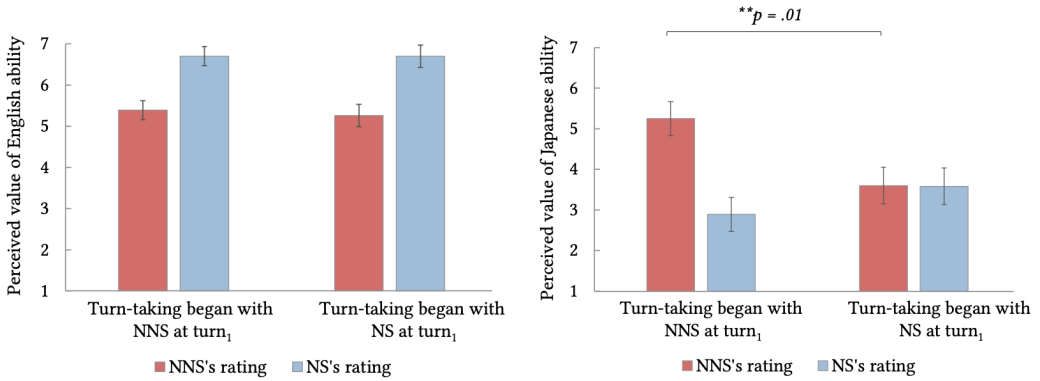 Perceived value of English ability
7
6
5
4
3
2
1
Turn-taking began with
NNS at turn₁
Turn-taking began with
NS at turn₁
NNS's rating
NS's rating
**p = .01
Perceived value of Japanese ability
7
6
5
4
3
2
1
Turn-taking began with
NNS at turn₁
Turn-taking began with
NS at turn₁
NNS's rating
NS's rating